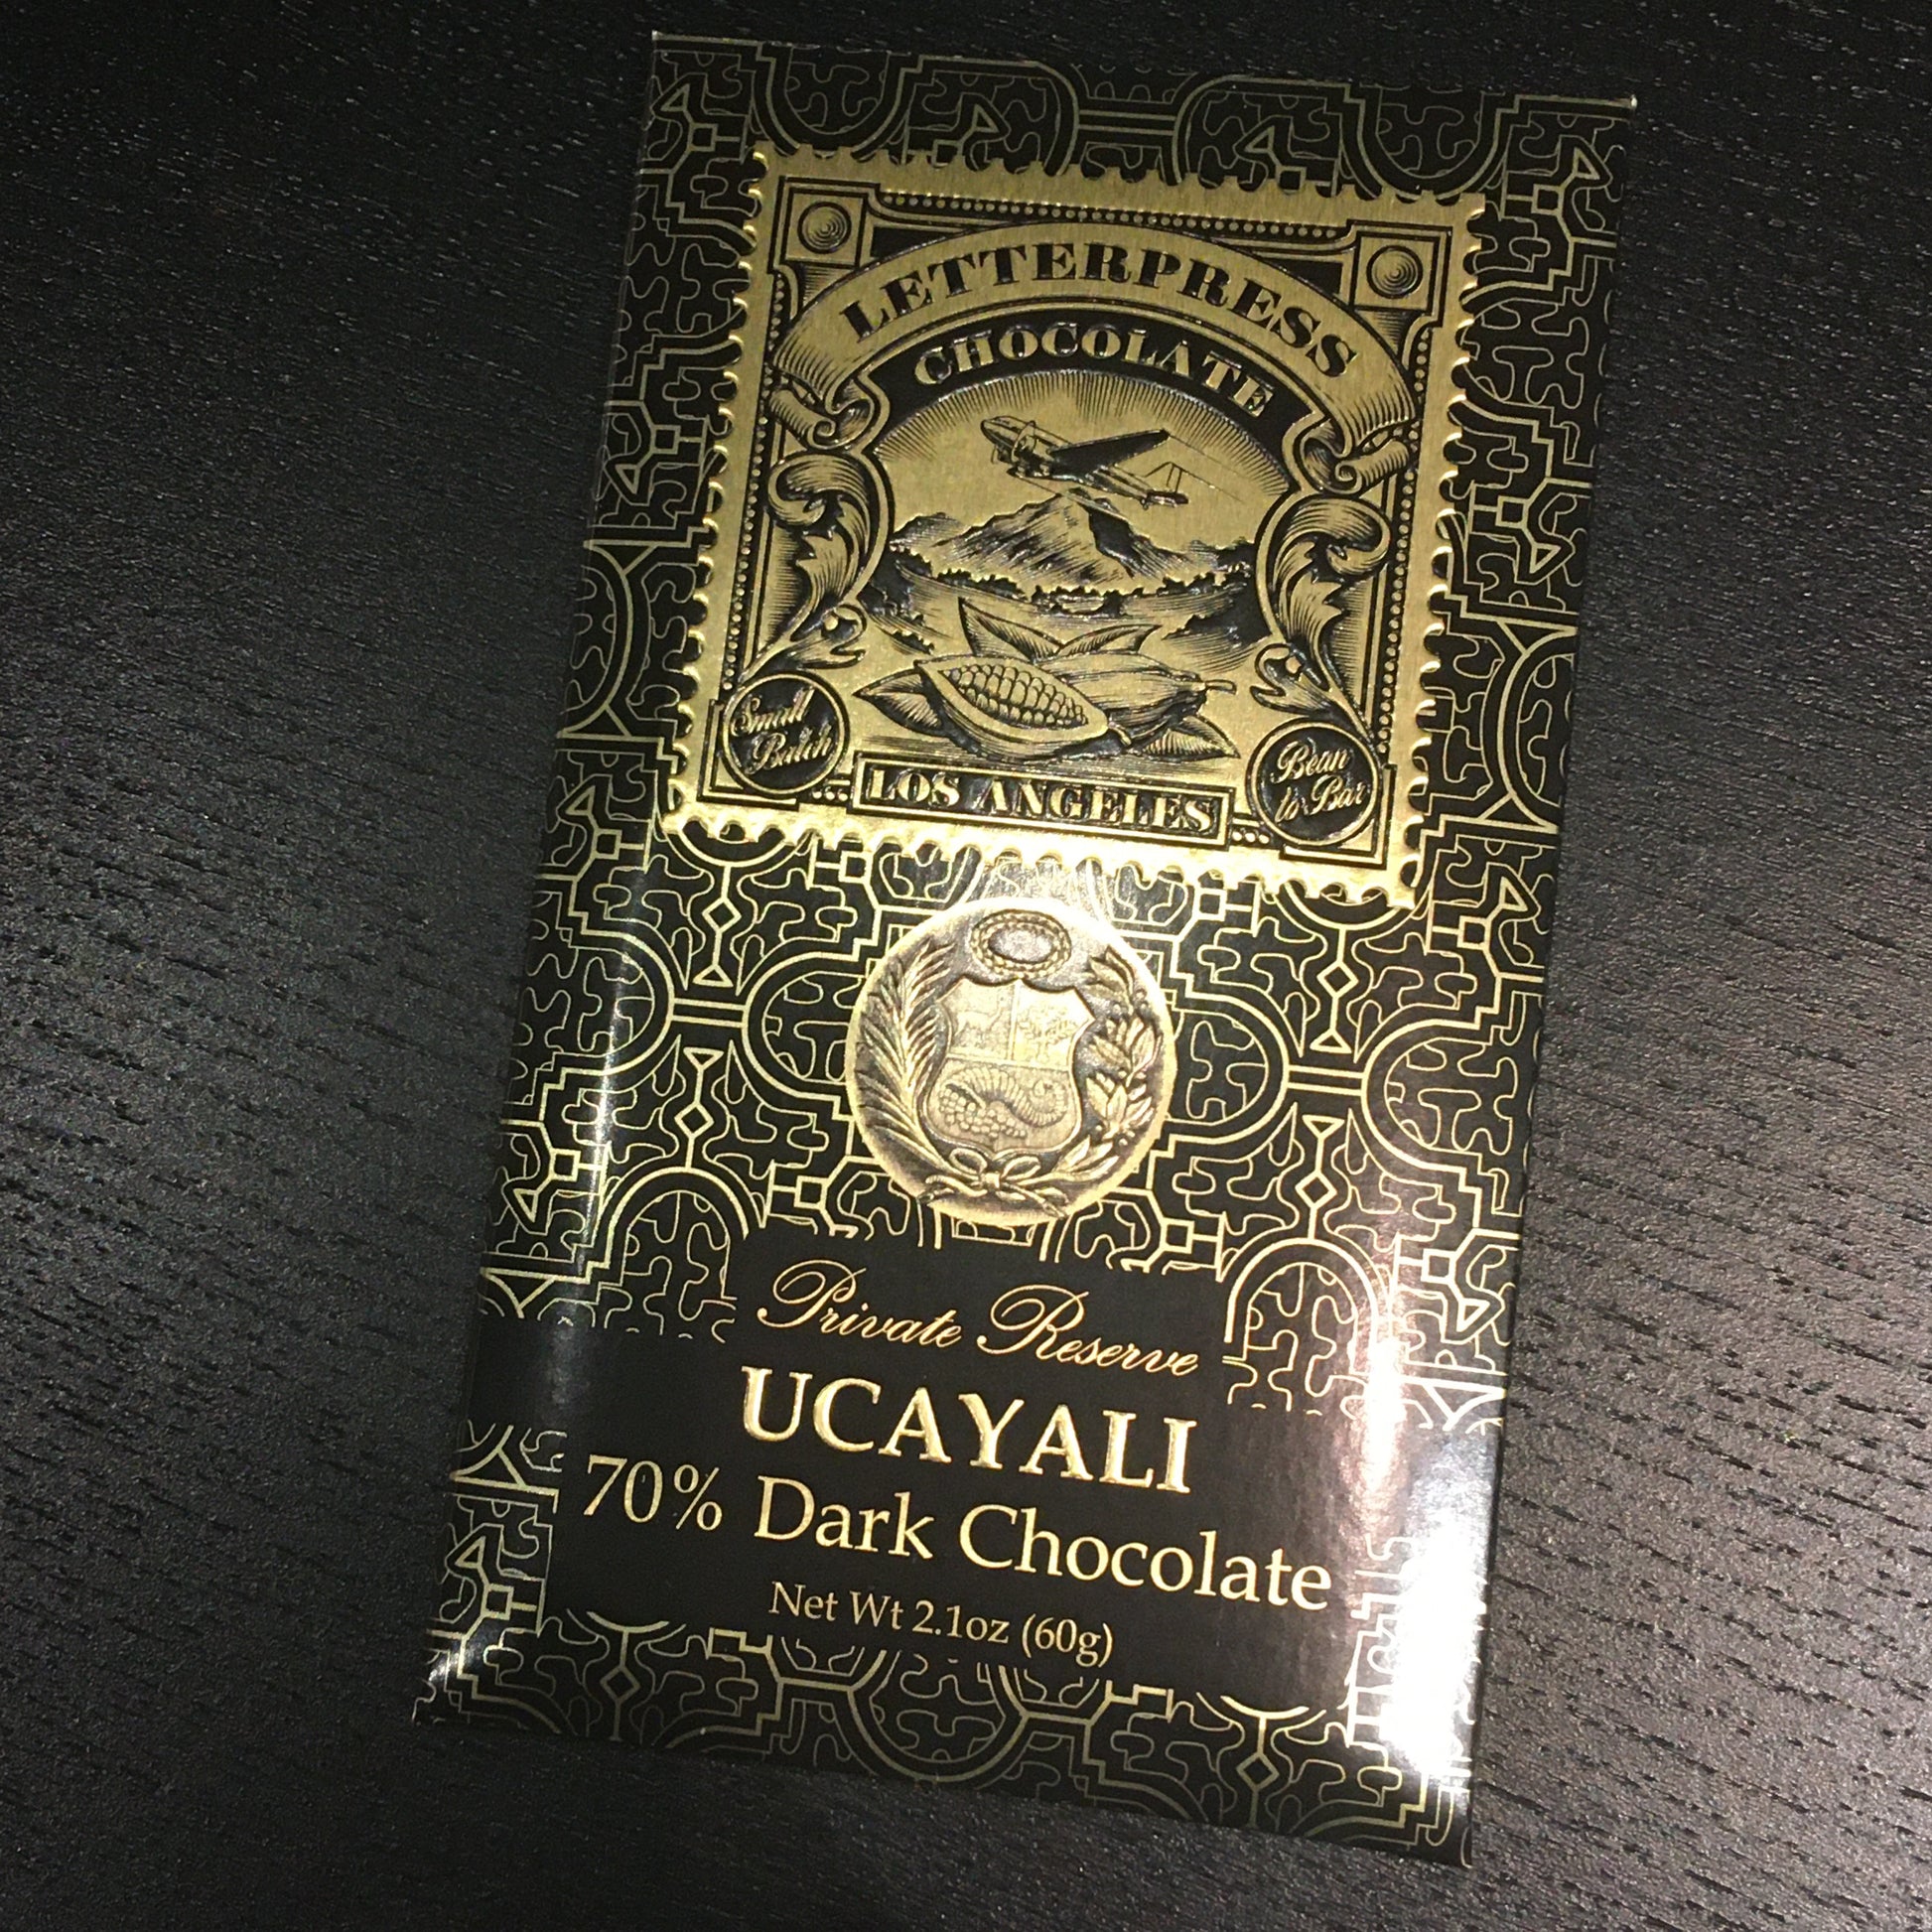 LETTERPRESS
CHOCOLATE
Small
Batch
Bean
to Bar
LOS ANGELES
Private Reserve
UCAYALI
70% Dark Chocolate
Net Wt 2.1oz (60g)